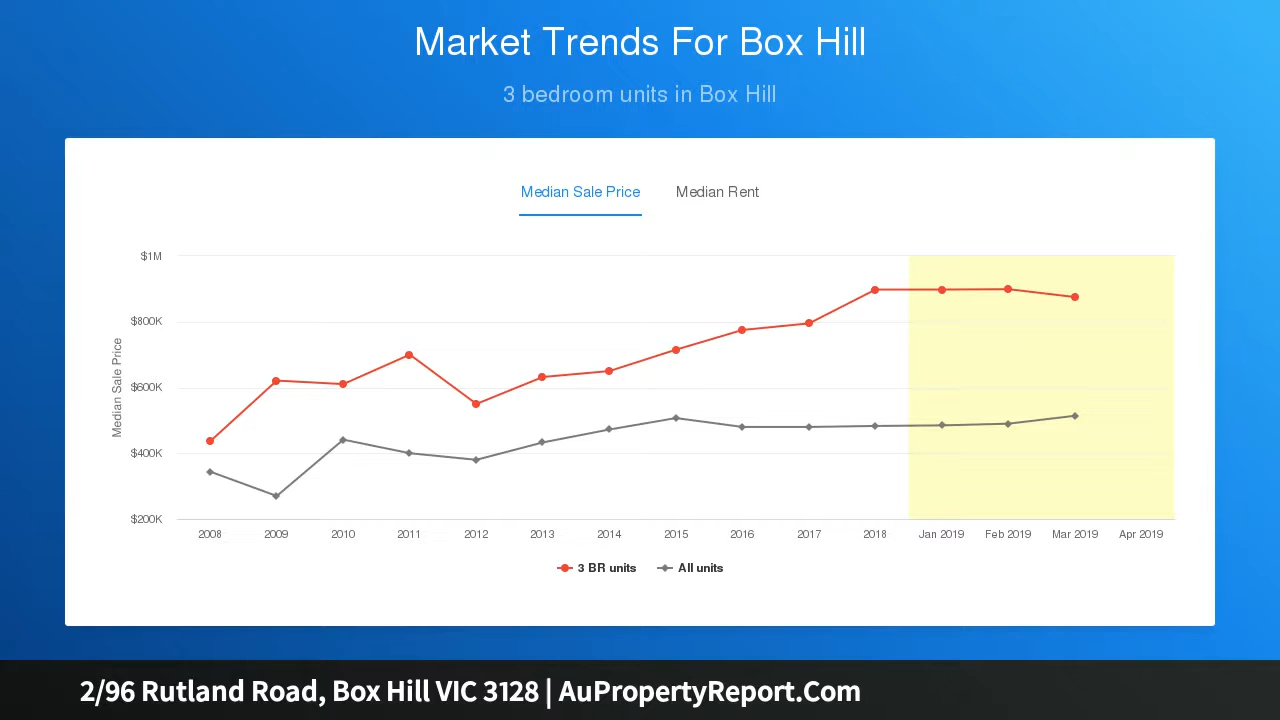 Market Trends For Box Hill
3 bedroom units in Box Hill
Median Sale Price Median Rent
Median Sale Price
$1M
$800K
$600K
$400K
$200K
2008 2009 2010 2011 2012 2013 2014 2015 2016 2017 2018 Jan 2019 Feb 2019 Mar 2019 Apr 2019
3 BR units All units
2/96 Rutland Road, Box Hill VIC 3128 | AuPropertyReport.Com